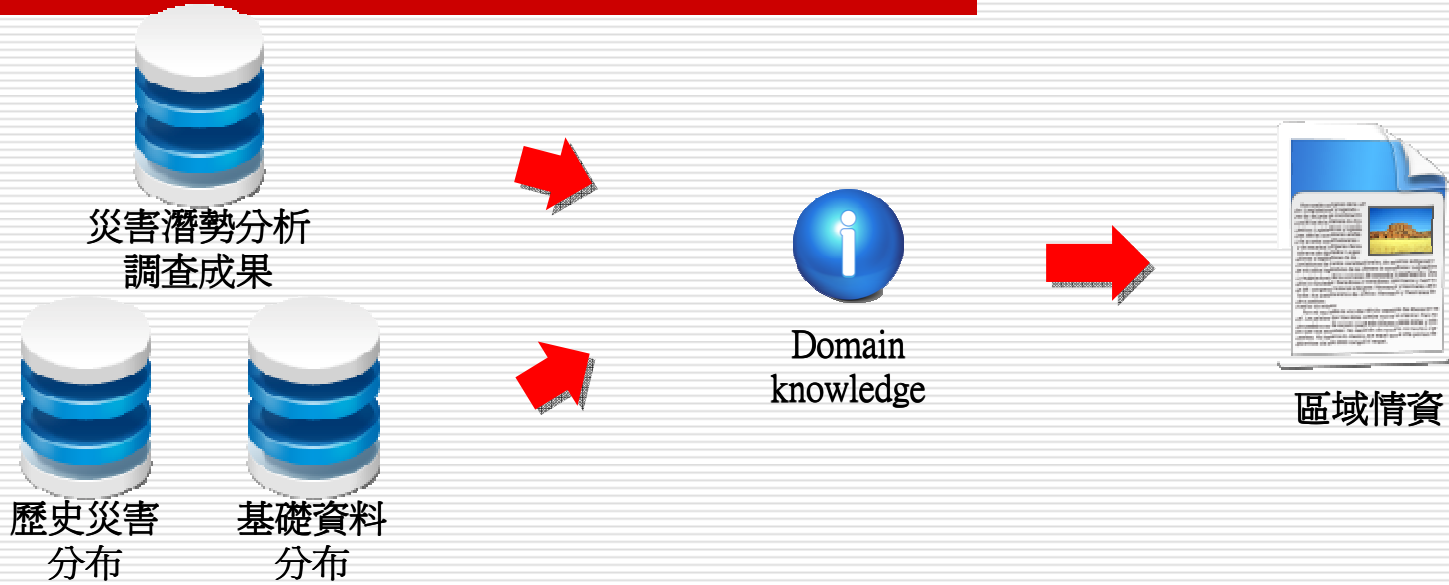 災害潛勢分析
調查成果
歷史災害
分布
基礎資料
分布
Domain
knowledge
區域情資